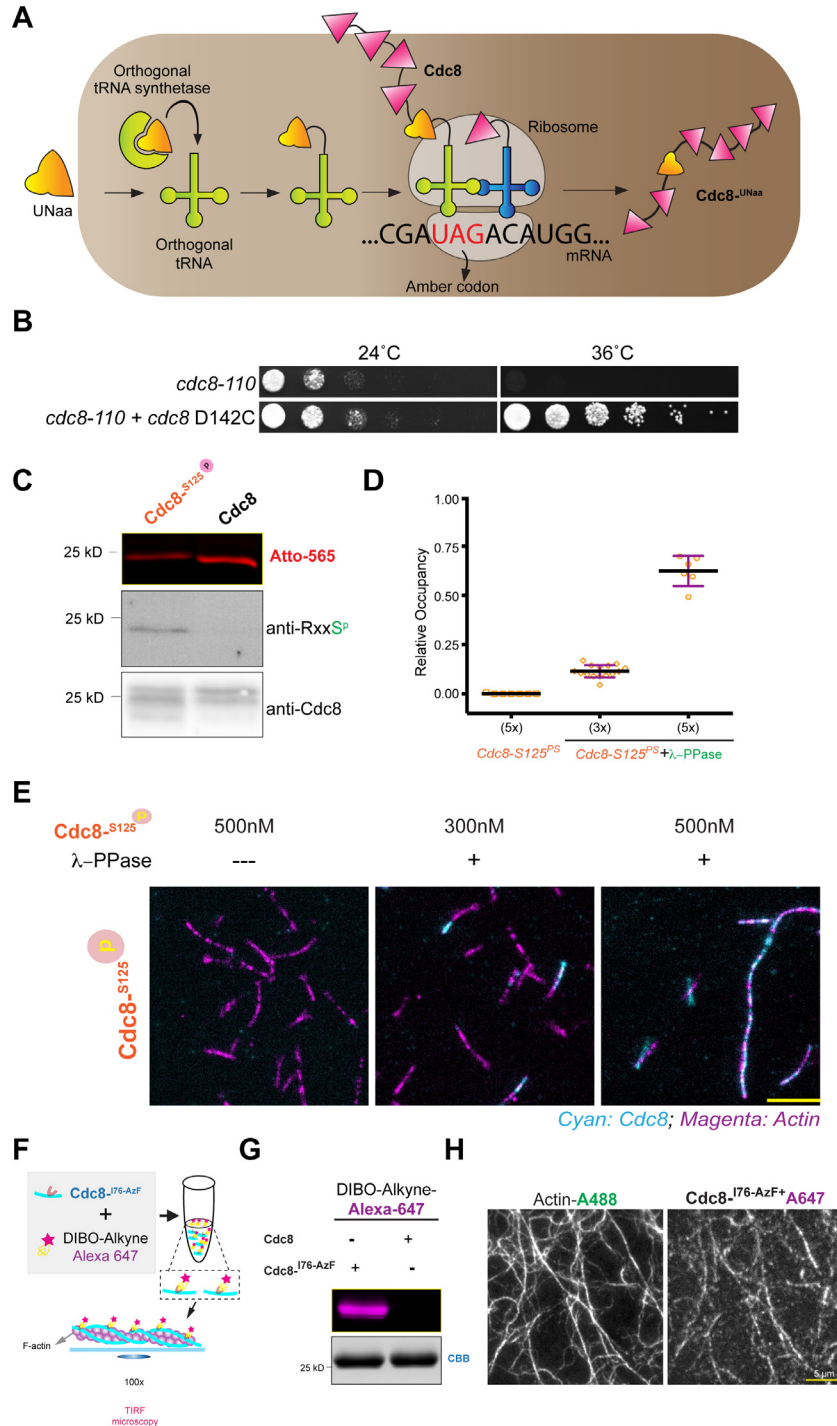 A
Orthogonal
tRNA synthetase
Cdc8
Ribosome
UNaa
Cdc8-UNaa
Orthogonal
tRNA
...CGAUAGACAUGG...
mRNA
Amber codon
B
24˚C
36˚C
cdc8-110
cdc8-110 + cdc8 D142C
C
Cdc8-S125 p
Cdc8
25 kD
Atto-565
25 kD
anti-RxxSp
25 kD
anti-Cdc8
D
Relative Occupancy
1.00
0.75
0.50
0.25
0.00
(5x)
(3x)
(5x)
Cdc8-S125PS
Cdc8-S125PS+λ-PPase
E
Cdc8-S125 p
500nM
300nM
500nM
λ–PPase
---
+
+
Cdc8-S125 p
Cyan: Cdc8; Magenta: Actin
F
Cdc8-I76-AzF
+
DIBO-Alkyne
Alexa 647
F-actin
100x
TIRF
microscopy
G
DIBO-Alkyne-
Alexa-647
Cdc8
-
+
Cdc8-I76-AzF
+
-
25 kD
CBB
H
Actin-A488
Cdc8-I76-AzF+A647
5 µm